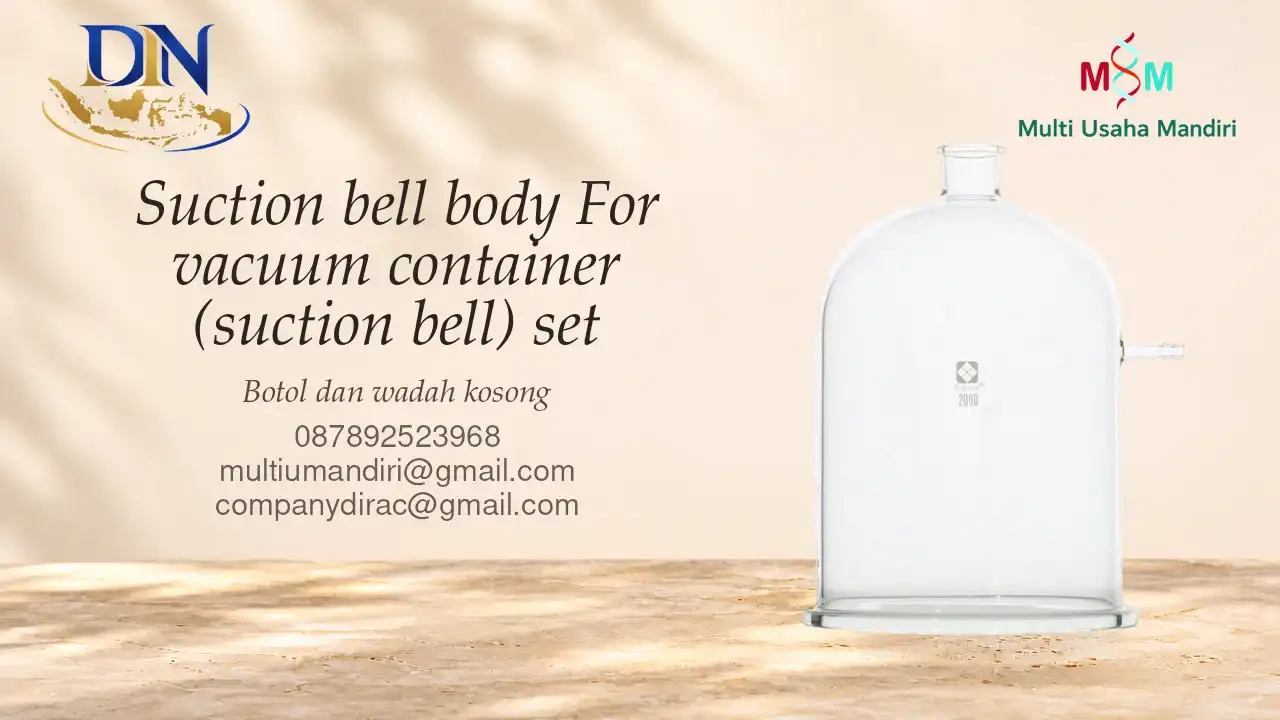 DN
M M
Multi Usaha Mandiri
Suction bell body For
vacuum container
(suction bell) set
Botol dan wadah kosong
087892523968
multiumandiri@gmail.com
companydirac@gmail.com
2000